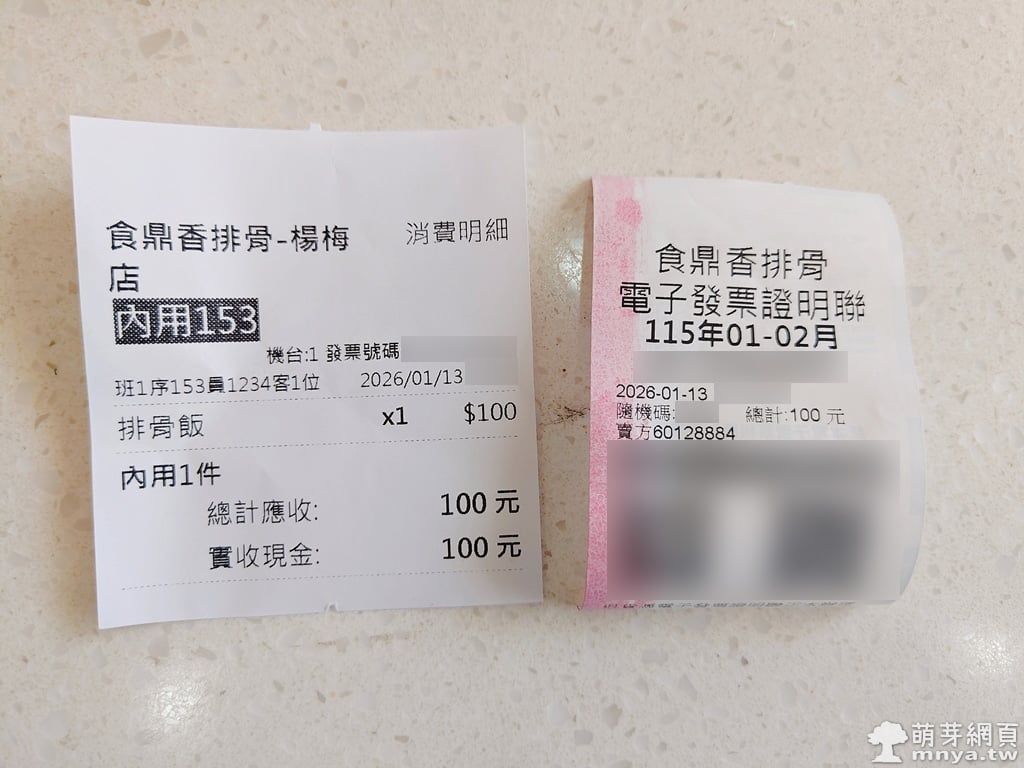 食鼎香排骨-楊梅店
消費明細
內用153
機台:1 發票號碼
班1序153員1234客1位 2026/01/13
排骨飯 x1 $100
內用1件
總計應收: 100 元
實收現金: 100 元
食鼎香排骨
電子發票證明聯
115年01-02月
2026-01-13
隨機碼: 總計:100 元
賣方60128884
萌芽網頁
mnya.tw